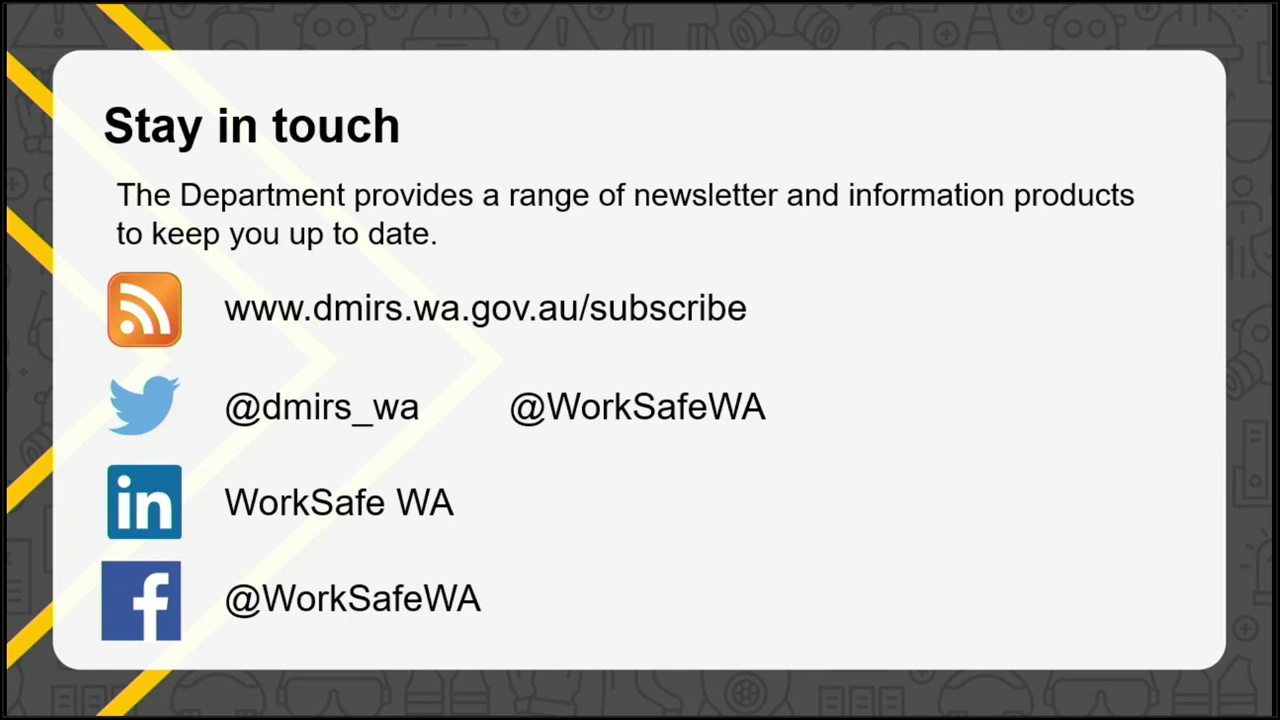 Stay in touch
The Department provides a range of newsletter and information products
to keep you up to date.
www.dmirs.wa.gov.au/subscribe
@dmirs_wa @WorkSafeWA
in WorkSafe WA
f @WorkSafeWA